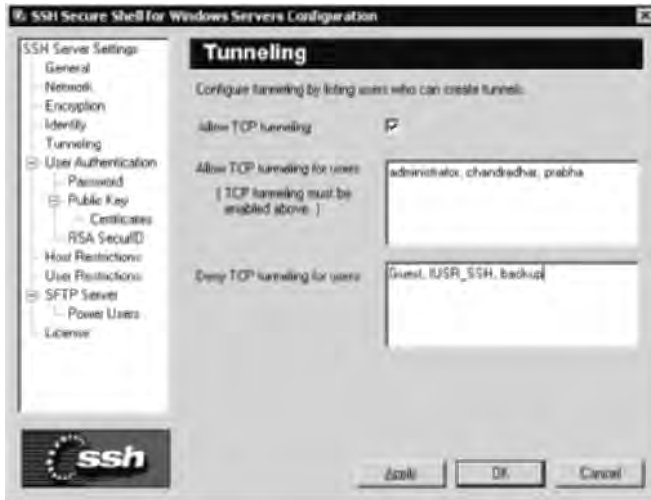 SSH Secure Shell for Windows Servers Configuration
SSH Server Settings
General
Network
Encryption
Identity
Tunneling
User Authentication
Password
Public Key
Certificates
RSA SecurID
Host Restrictions
User Restrictions
SFTP Server
Power Users
License
Tunneling
Configure tunneling by listing users who can create tunnels.
Allow TCP tunneling
Allow TCP tunneling for users
( TCP tunneling must be
enabled above. )
administrator, chandredhar, prabha
Deny TCP tunneling for users
Guest, IUSR_SSH, backup
ssh
Apply
OK
Cancel